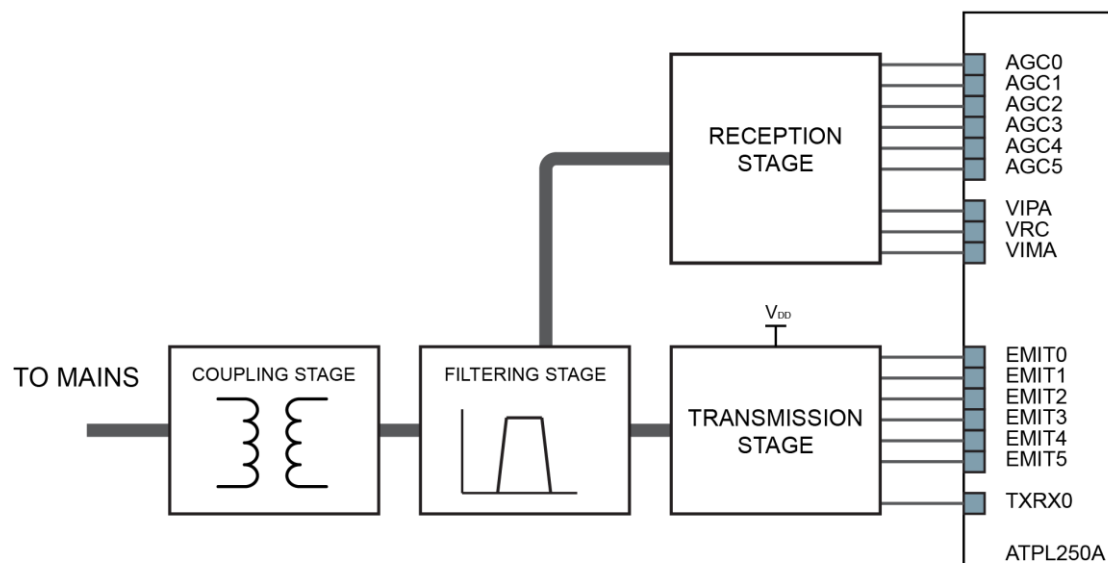 AGC0
AGC1
AGC2
AGC3
AGC4
AGC5
RECEPTION
STAGE
VIPA
VRC
VIMA
VDD
TO MAINS
COUPLING STAGE
FILTERING STAGE
TRANSMISSION
STAGE
EMIT0
EMIT1
EMIT2
EMIT3
EMIT4
EMIT5
TXRX0
ATPL250A